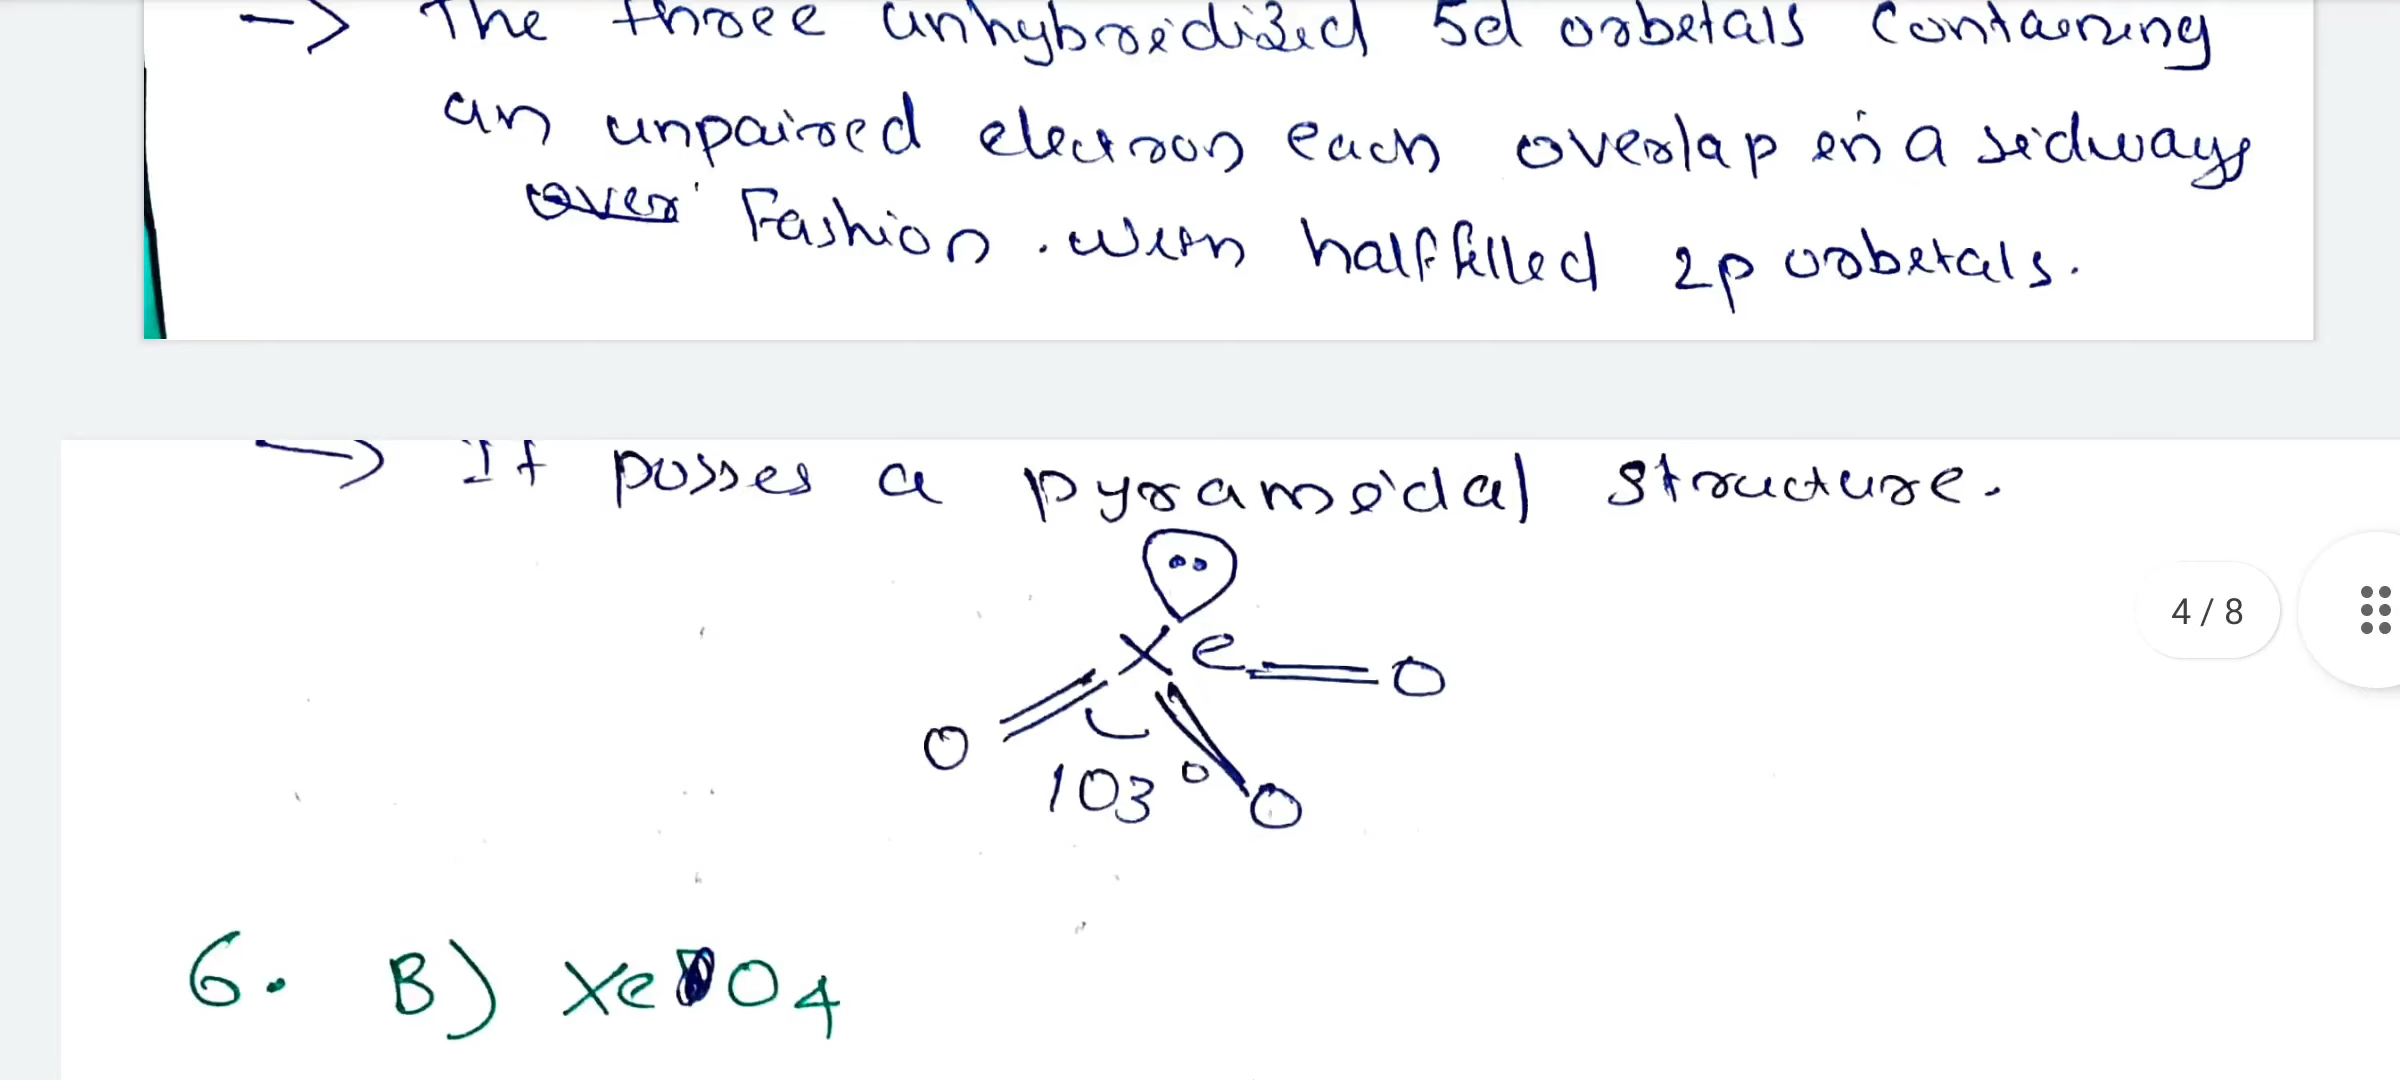 -> The three unhybridized 5d orbitals Containing
an unpaired electron each overlap in a sidways
over Fashion . with half filled 2p orbitals.
-> It posses a pyramidal structure.
Xe
O
O
103°
O
4 / 8
6. B) XeO4